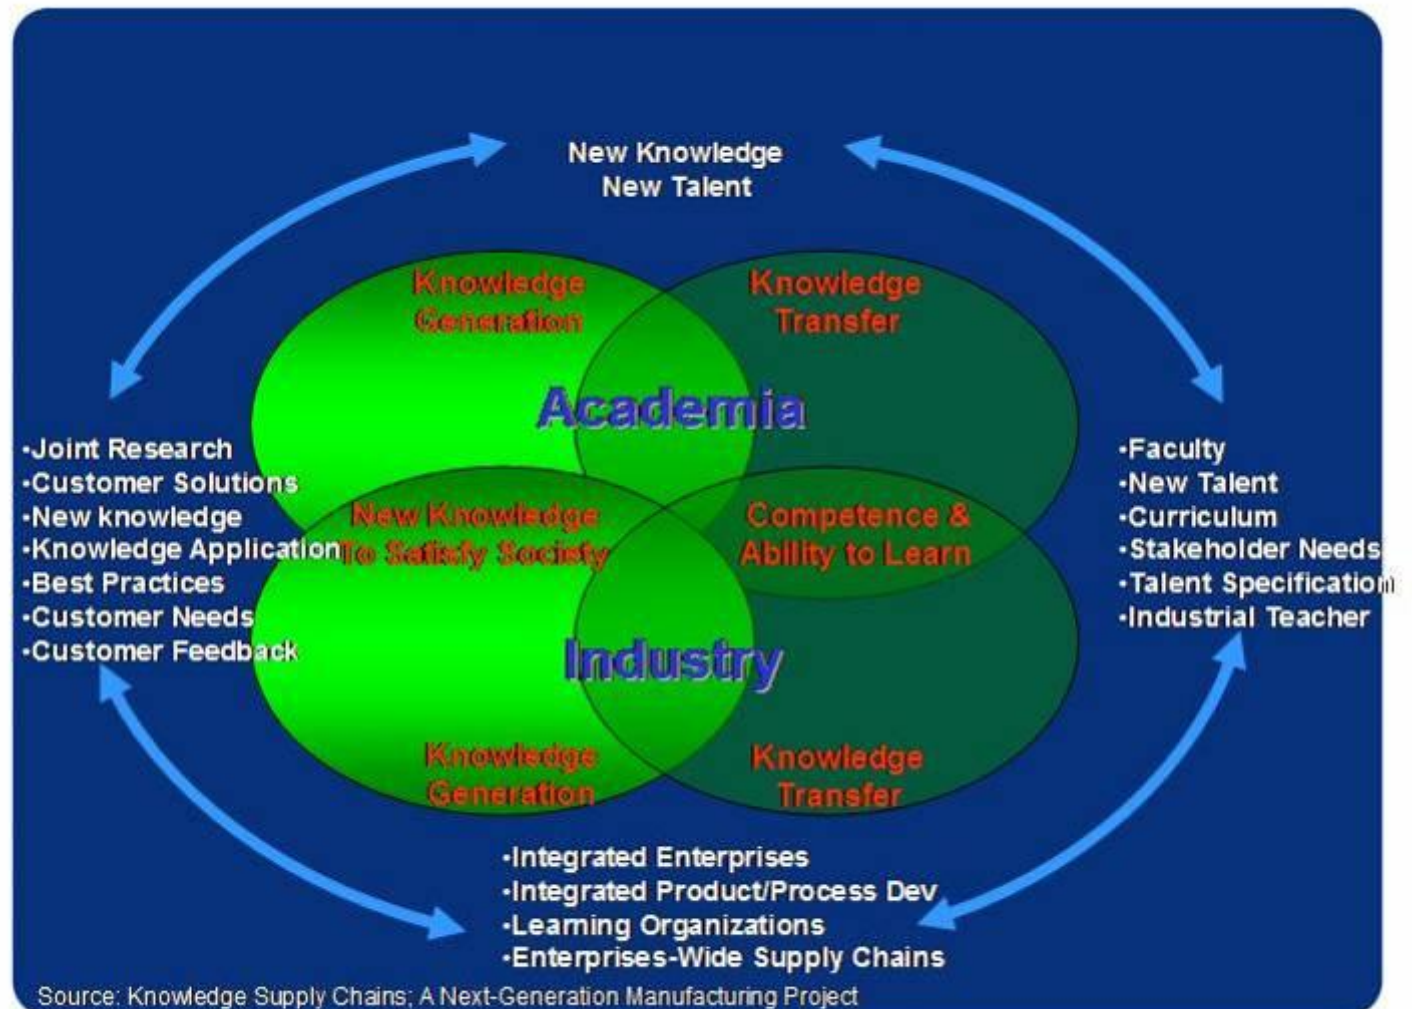 New Knowledge
New Talent
Knowledge
Generation
Knowledge
Transfer
Academia
•Joint Research
•Customer Solutions
•New knowledge
•Knowledge Application
•Best Practices
•Customer Needs
•Customer Feedback
New Knowledge
To Satisfy Society
Competence &
Ability to Learn
•Faculty
•New Talent
•Curriculum
•Stakeholder Needs
•Talent Specification
•Industrial Teacher
Industry
Knowledge
Generation
Knowledge
Transfer
•Integrated Enterprises
•Integrated Product/Process Dev
•Learning Organizations
•Enterprises-Wide Supply Chains
Source: Knowledge Supply Chains; A Next-Generation Manufacturing Project